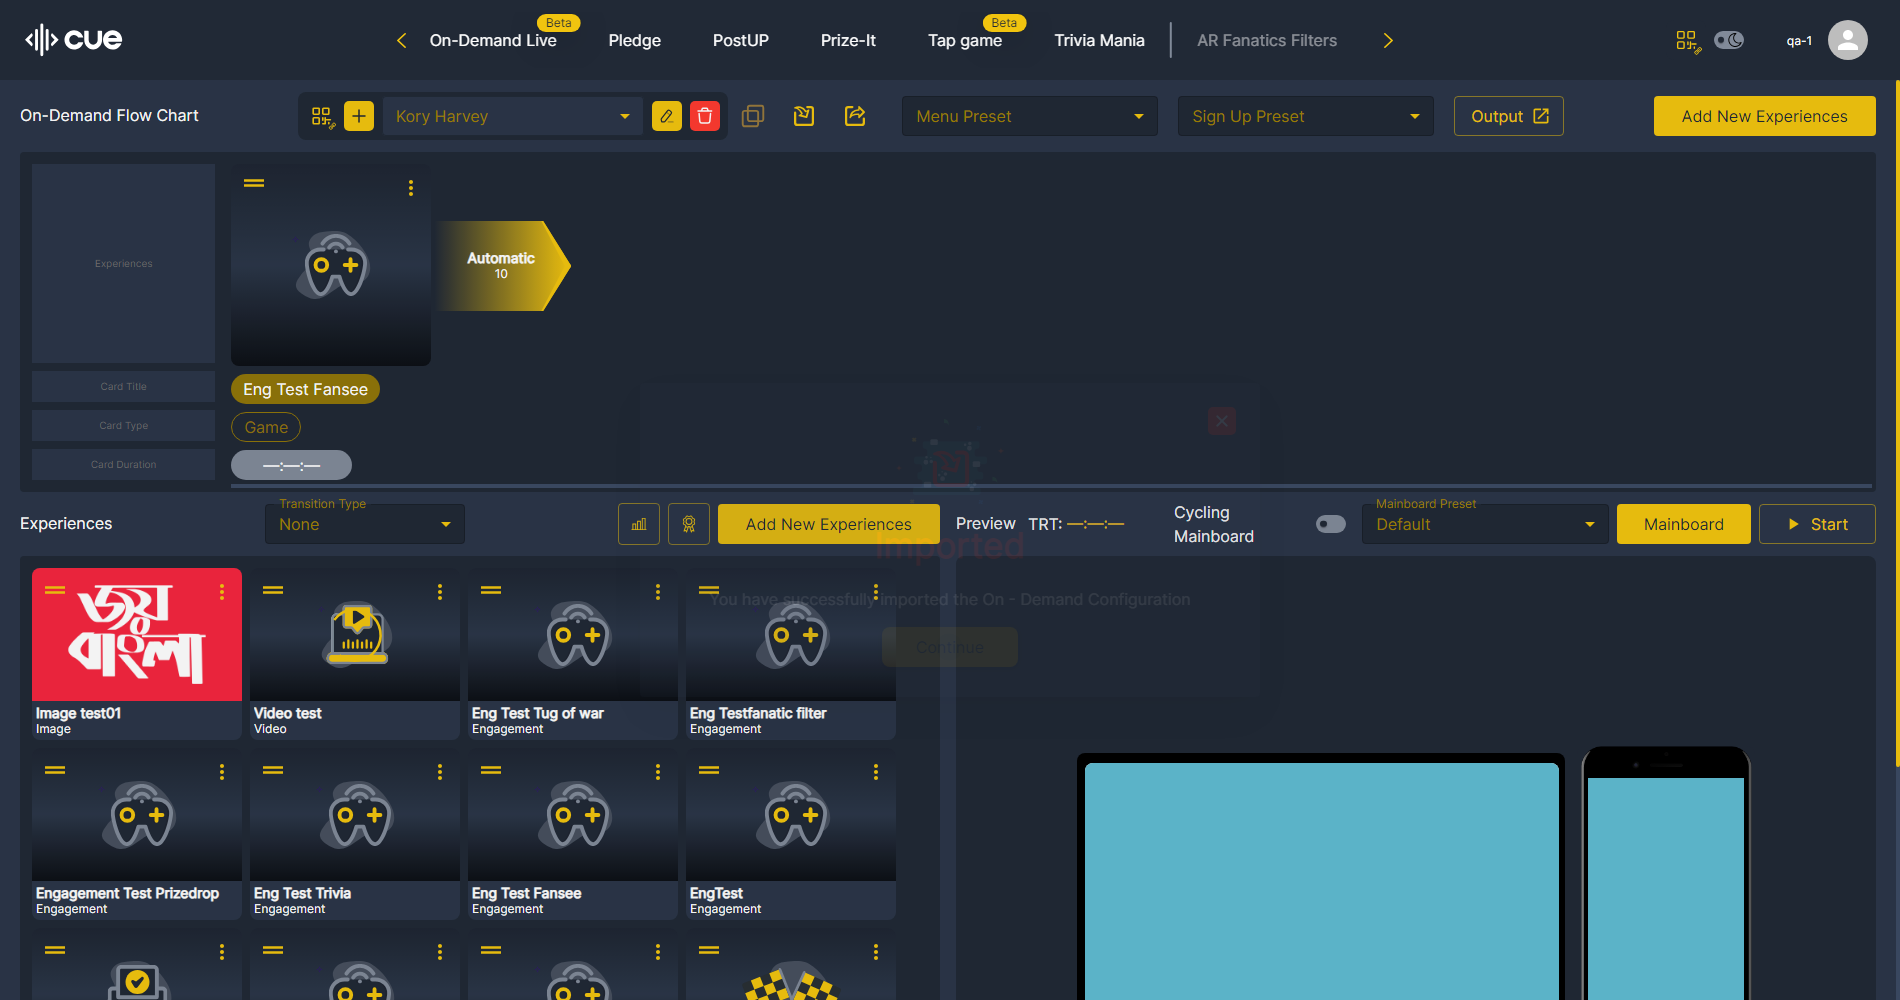 cue
On-Demand Live
Beta
Pledge
PostUP
Prize-It
Tap game
Beta
Trivia Mania
AR Fanatics Filters
qa-1
On-Demand Flow Chart
Kory Harvey
Menu Preset
Sign Up Preset
Output
Add New Experiences
Experiences
Automatic
10
Card Title
Eng Test Fansee
Card Type
Game
Card Duration
—:—:—
Experiences
Transition Type
None
Add New Experiences
Preview
TRT: —:—:—
Cycling
Mainboard
Mainboard Preset
Default
Mainboard
Start
Imported
You have successfully imported the On - Demand Configuration
Continue
জয়
বাংলা
Image test01
Image
Video test
Video
Eng Test Tug of war
Engagement
Eng Testfanatic filter
Engagement
Engagement Test Prizedrop
Engagement
Eng Test Trivia
Engagement
Eng Test Fansee
Engagement
EngTest
Engagement